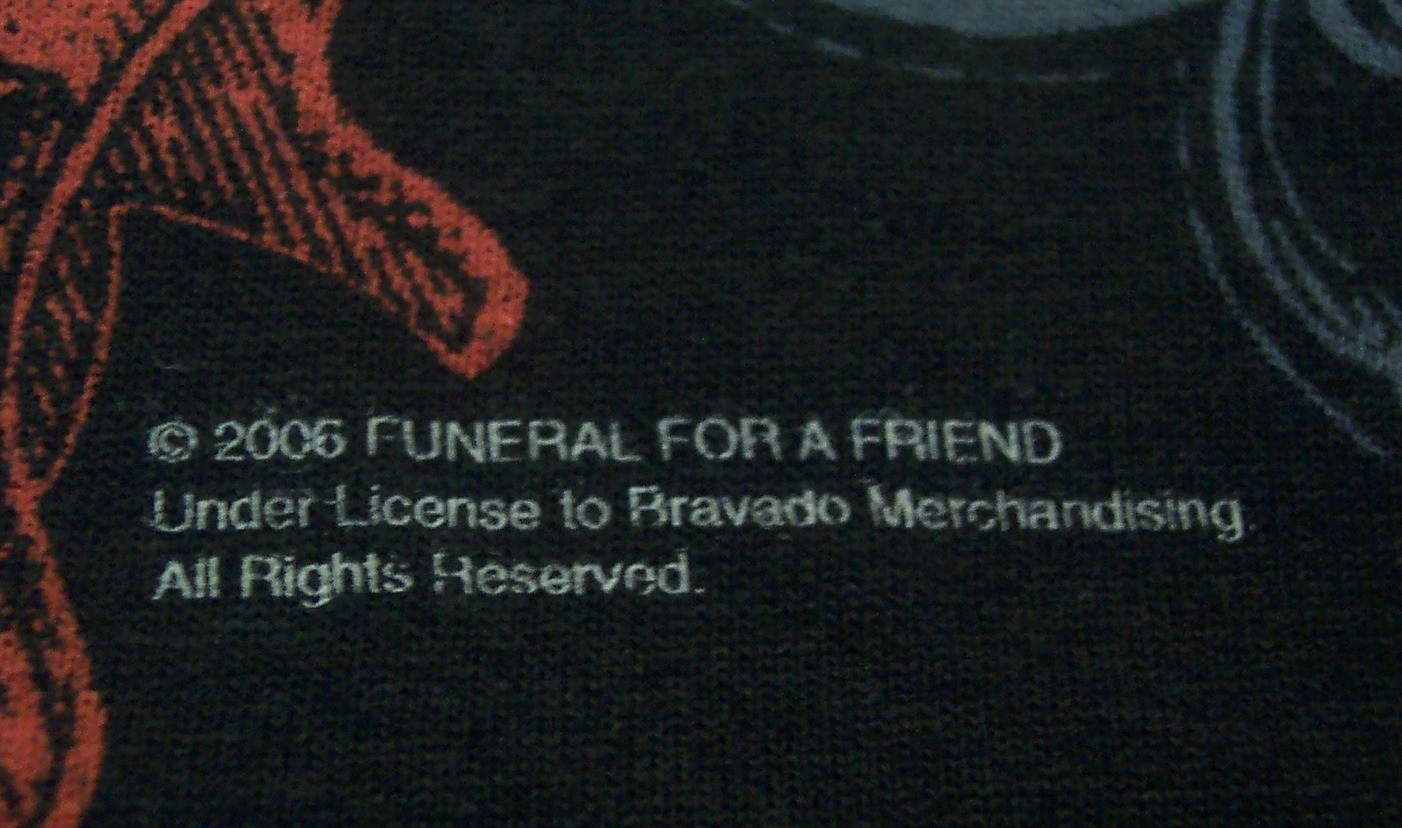 © 2006 FUNERAL FOR A FRIEND
Under License to Bravado Merchandising.
All Rights Reserved.